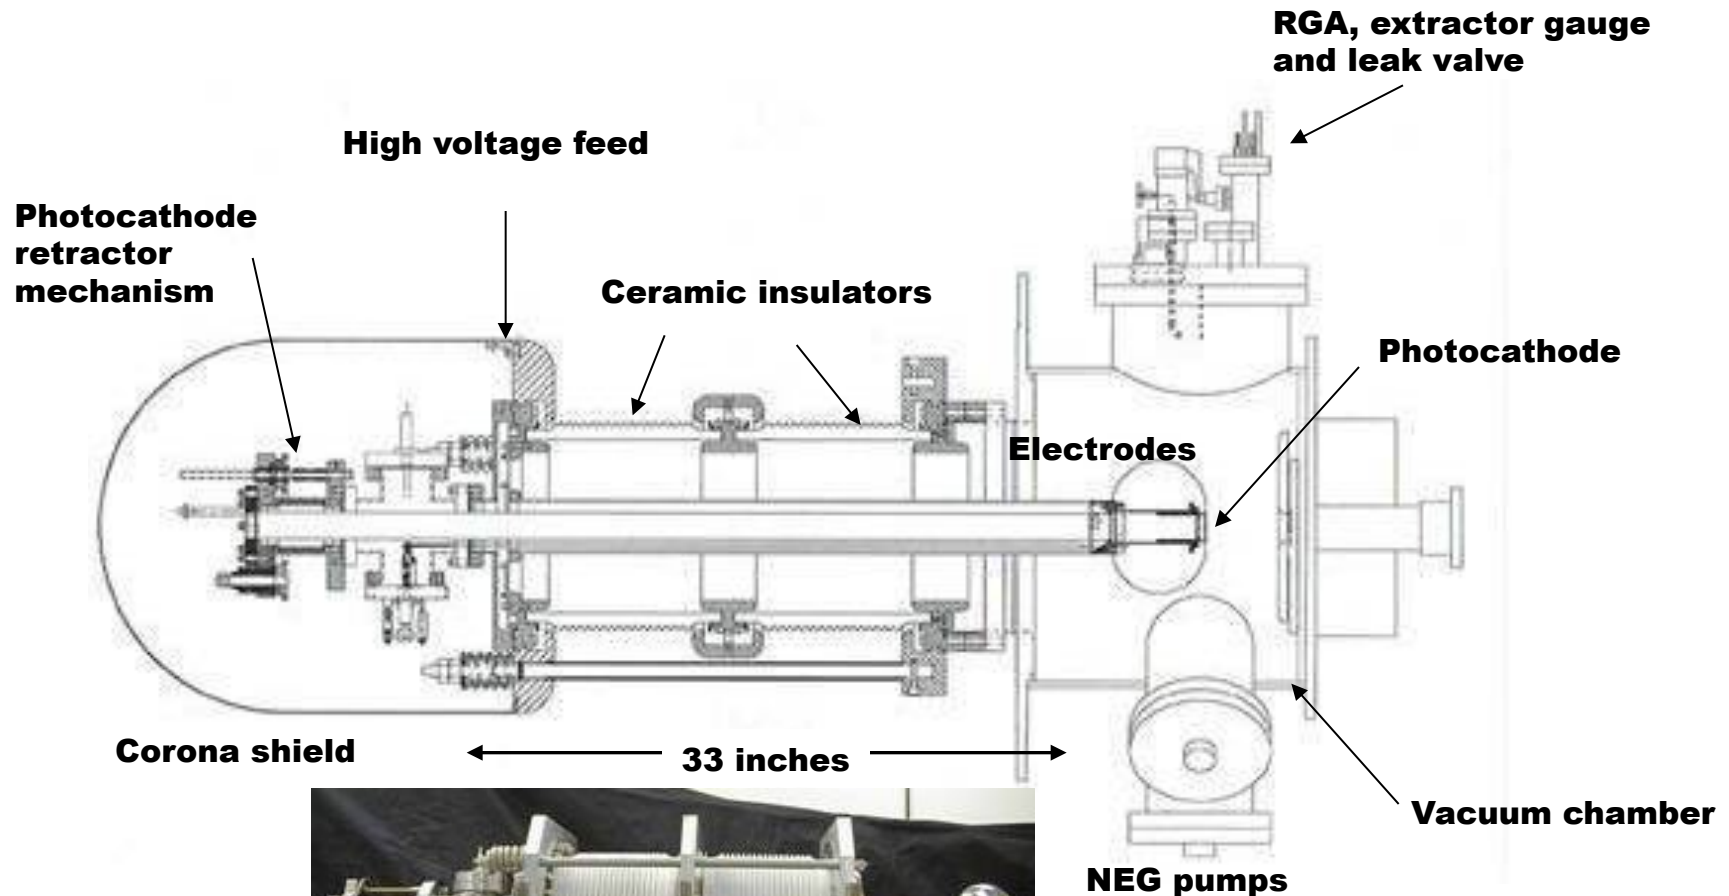 RGA, extractor gauge
and leak valve
High voltage feed
Photocathode
retractor
mechanism
Ceramic insulators
Photocathode
Electrodes
Corona shield
33 inches
Vacuum chamber
NEG pumps